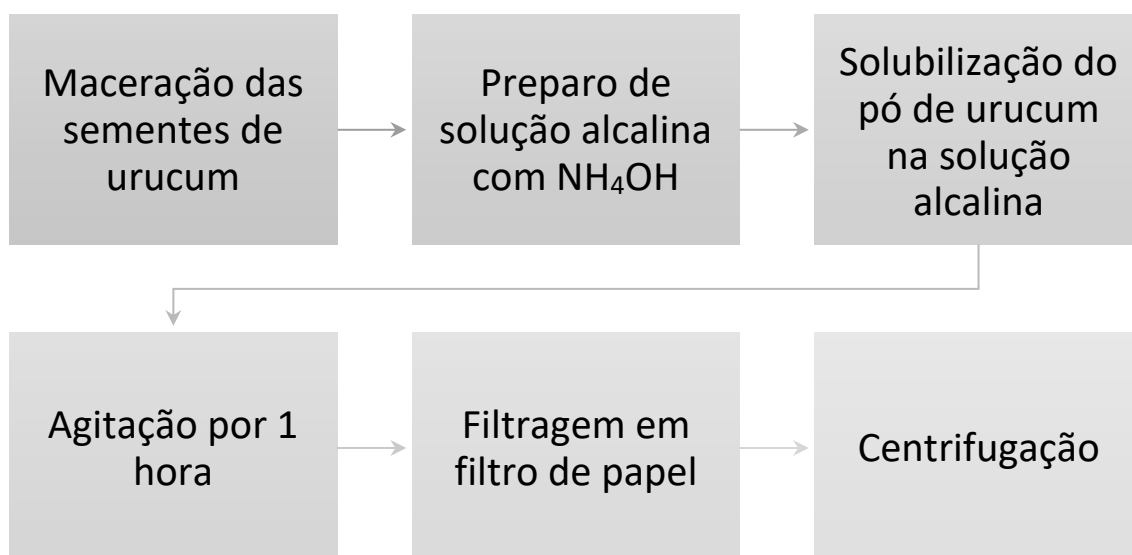 Maceração das
sementes de
urucum
Preparo de
solução alcalina
com NH₄OH
Solubilização do
pó de urucum
na solução
alcalina
Agitação por 1
hora
Filtragem em
filtro de papel
Centrifugação